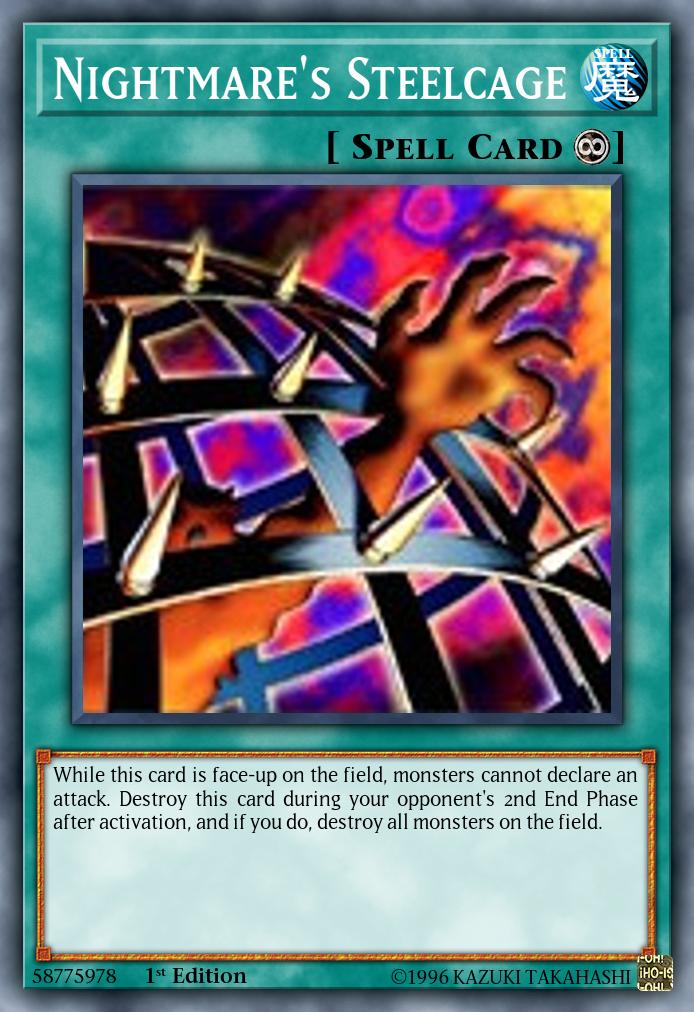 Nightmare's Steelcage
SPELL
魔
[ Spell Card ]
While this card is face-up on the field, monsters cannot declare an
attack. Destroy this card during your opponent's 2nd End Phase
after activation, and if you do, destroy all monsters on the field.
58775978 1st Edition ©1996 KAZUKI TAKAHASHI